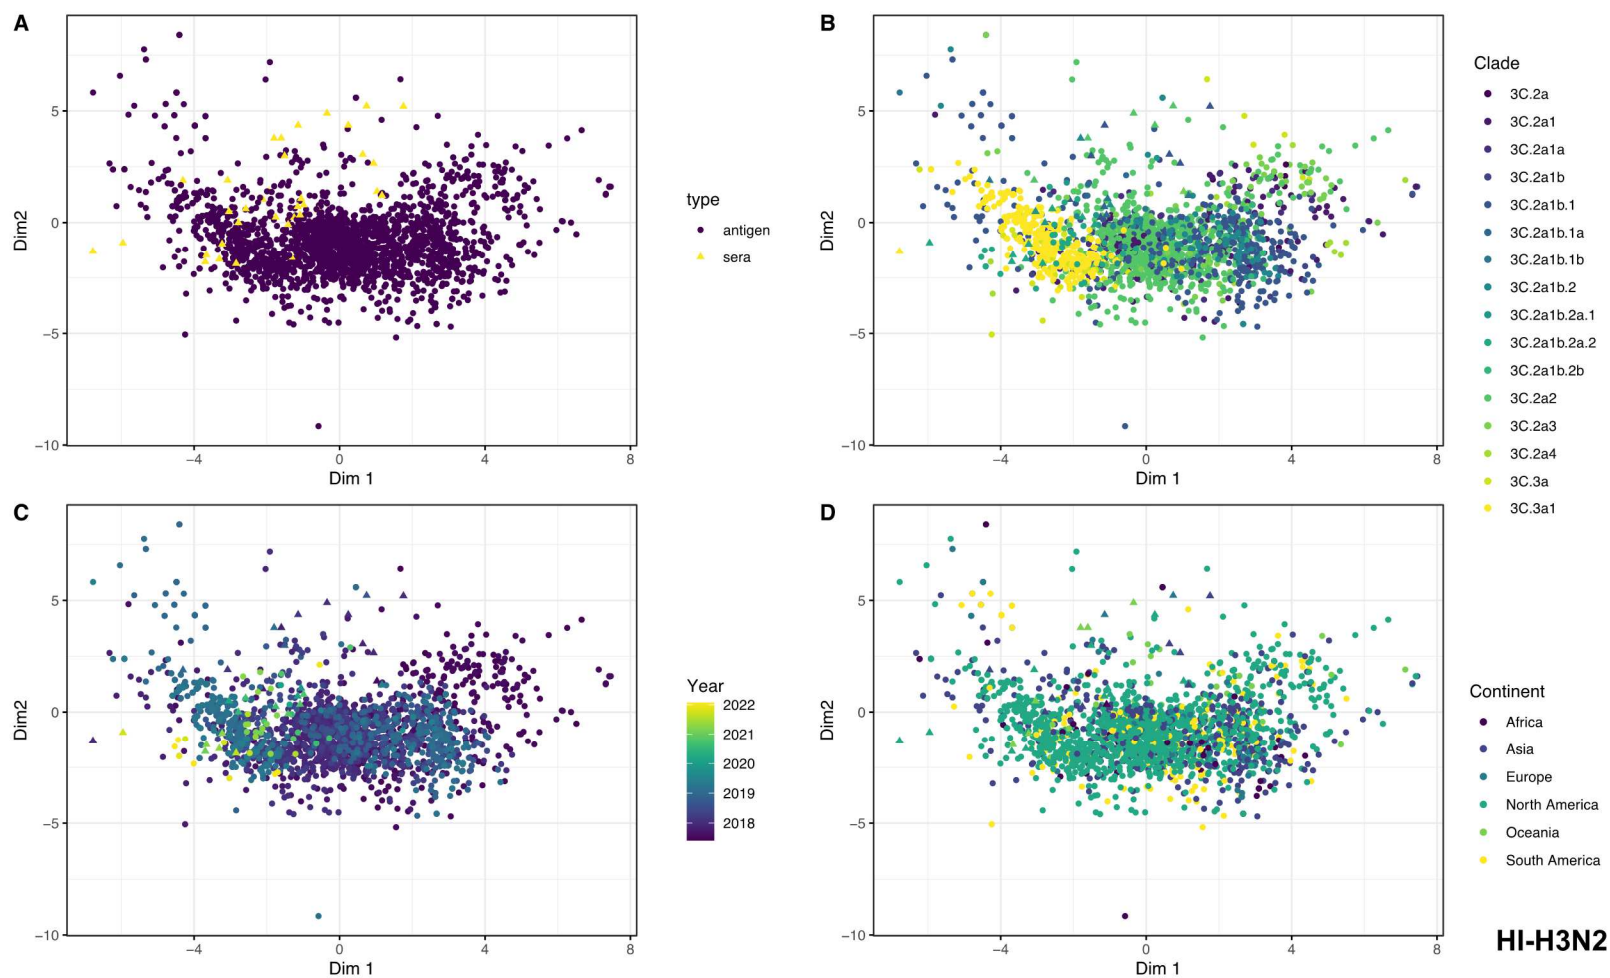 A
Dim2
5
0
−5
−10
−4
0
4
8
Dim 1
type
antigen
sera
B
Dim2
5
0
−5
−10
−4
0
4
8
Dim 1
Clade
3C.2a
3C.2a1
3C.2a1a
3C.2a1b
3C.2a1b.1
3C.2a1b.1a
3C.2a1b.1b
3C.2a1b.2
3C.2a1b.2a.1
3C.2a1b.2a.2
3C.2a1b.2b
3C.2a2
3C.2a3
3C.2a4
3C.3a
3C.3a1
C
Dim2
5
0
−5
−10
−4
0
4
8
Dim 1
Year
2022
2021
2020
2019
2018
D
Dim2
5
0
−5
−10
−4
0
4
8
Dim 1
Continent
Africa
Asia
Europe
North America
Oceania
South America
HI-H3N2